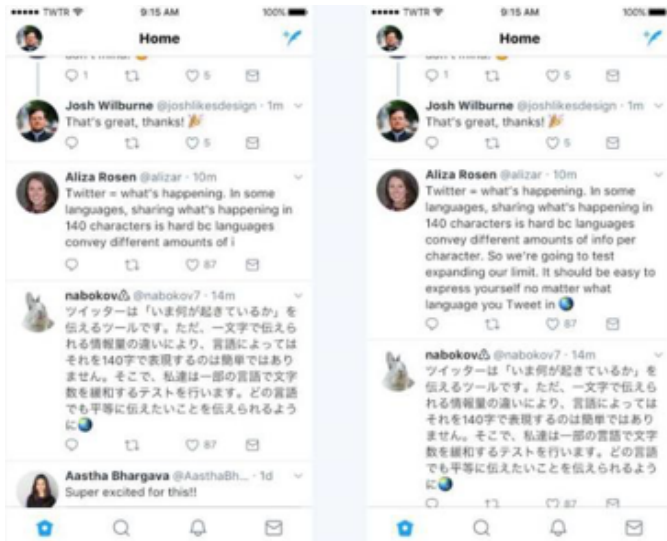 TWTR 9:15 AM 100%
Home
1 5
Josh Wilburne @joshlikesdesign · 1m
That's great, thanks! 🎉
5
Aliza Rosen @alizar · 10m
Twitter = what's happening. In some
languages, sharing what's happening in
140 characters is hard bc languages
convey different amounts of i
87
nabokov @nabokov7 · 14m
ツイッターは「いま何が起きているか」を
伝えるツールです。ただ、一文字で伝えら
れる情報量の違いにより、言語によっては
それを140字で表現するのは簡単ではあり
ません。そこで、私達は一部の言語で文字
数を緩和するテストを行います。どの言語
でも平等に伝えたいことを伝えられるよう
に🌏
87
Aastha Bhargava @AasthaBh... · 1d
Super excited for this!!
TWTR 9:15 AM 100%
Home
1 5
Josh Wilburne @joshlikesdesign · 1m
That's great, thanks! 🎉
5
Aliza Rosen @alizar · 10m
Twitter = what's happening. In some
languages, sharing what's happening in
140 characters is hard bc languages
convey different amounts of info per
character. So we're going to test
expanding our limit. It should be easy to
express yourself no matter what
language you Tweet in 🌏
87
nabokov @nabokov7 · 14m
ツイッターは「いま何が起きているか」を
伝えるツールです。ただ、一文字で伝えら
れる情報量の違いにより、言語によっては
それを140字で表現するのは簡単ではあり
ません。そこで、私達は一部の言語で文字
数を緩和するテストを行います。どの言語
でも平等に伝えたいことを伝えられるよう
に🌏
87